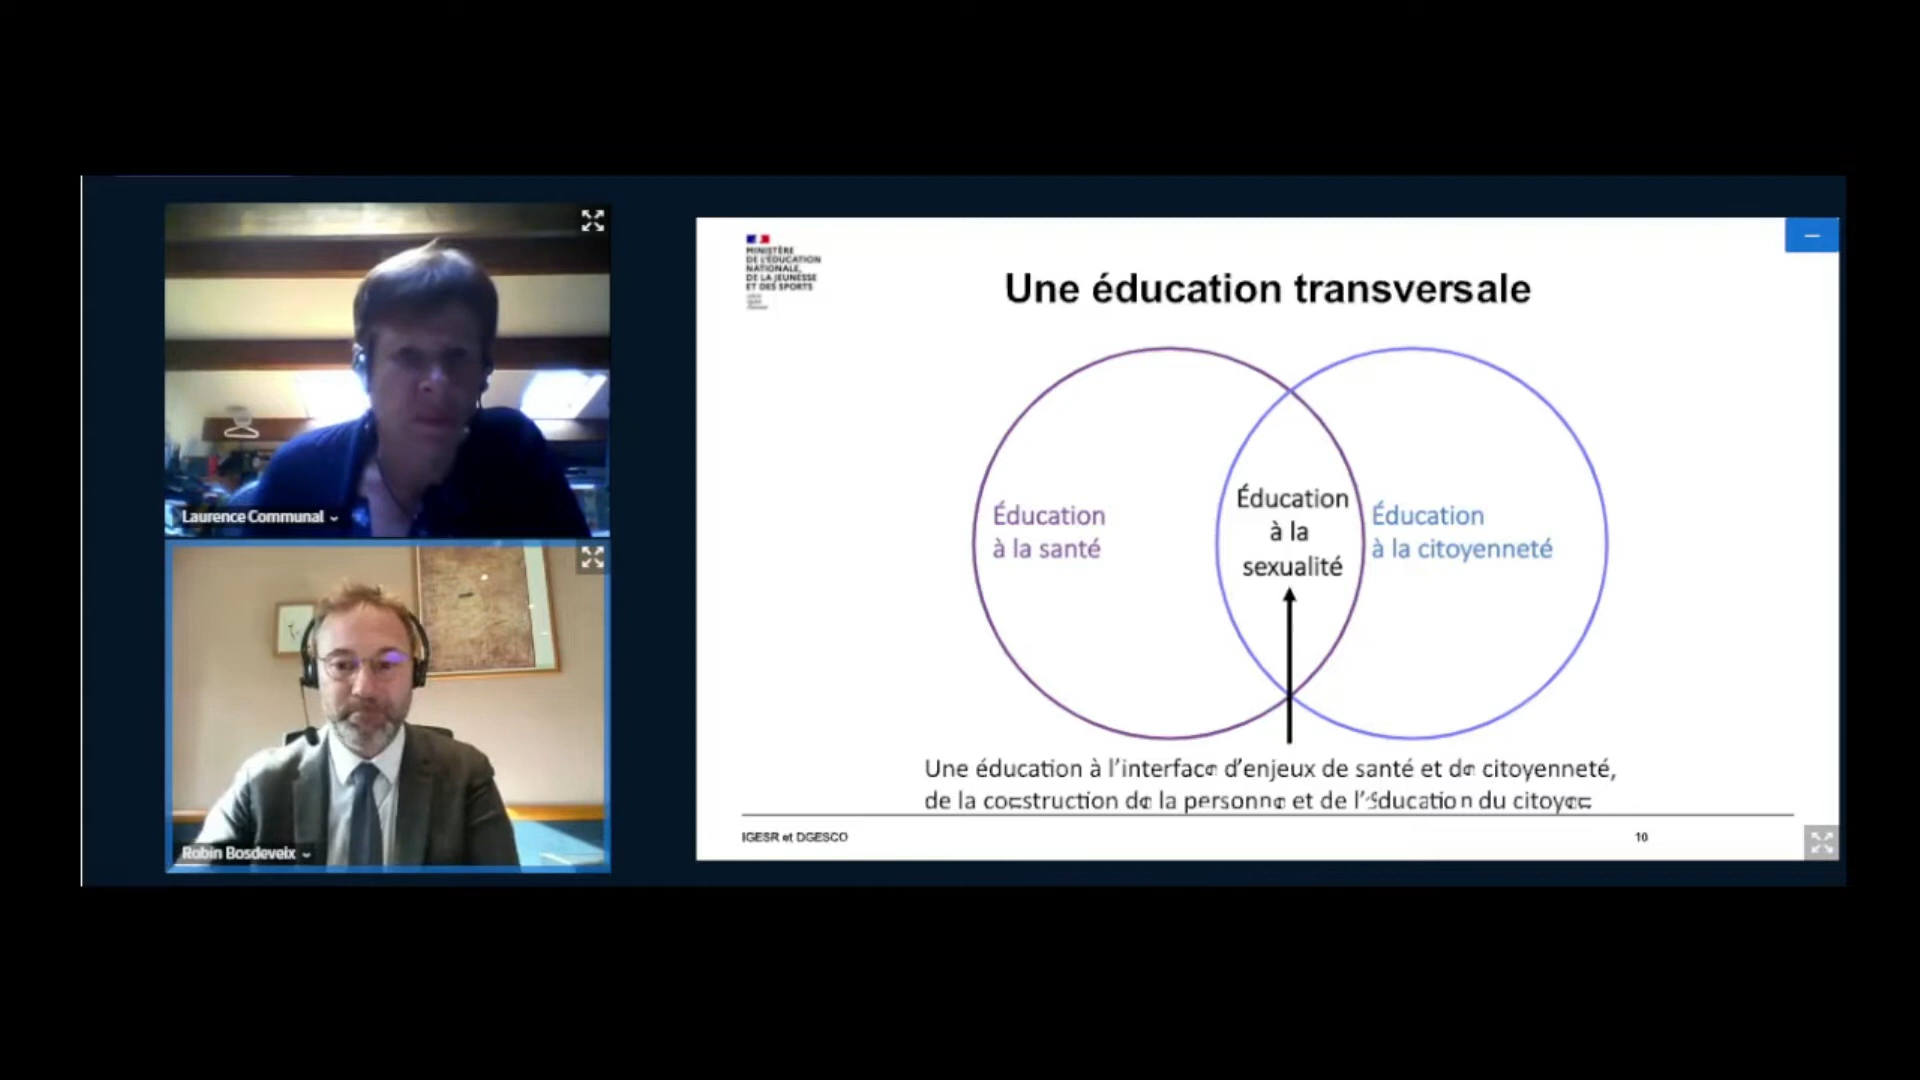 Laurence Communal
Robin Bosdeveix
MINISTÈRE
DE L'ÉDUCATION
NATIONALE,
DE LA JEUNESSE
ET DES SPORTS
Une éducation transversale
Éducation
à la santé
Éducation
à la
sexualité
Éducation
à la citoyenneté
Une éducation à l'interface d'enjeux de santé et de citoyenneté,
de la construction de la personne et de l'éducation du citoyen
IGESR et DGESCO
10